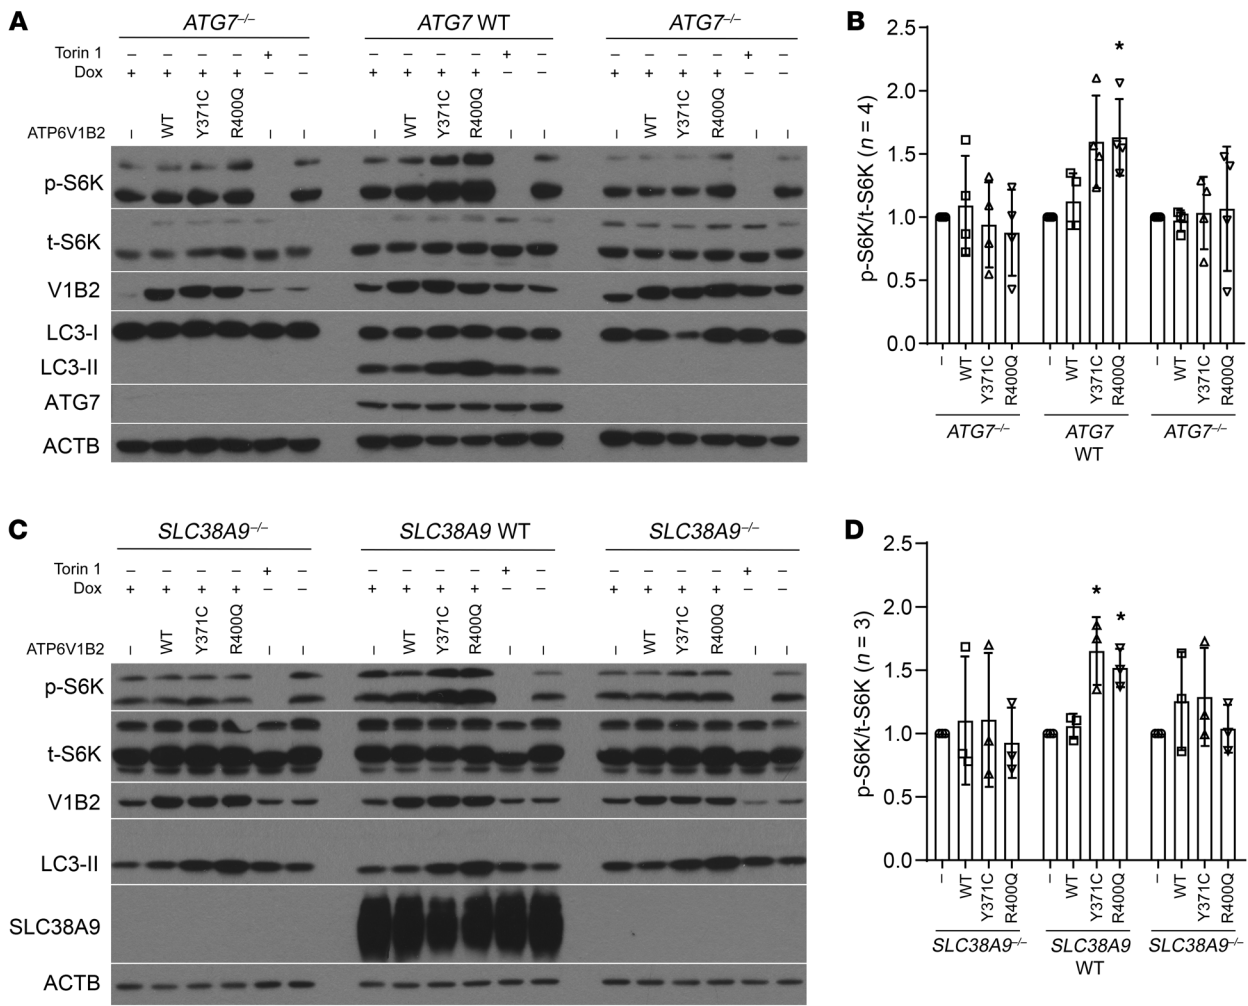 A
ATG7–/– ATG7 WT ATG7–/–
Torin 1 – – – – + – – – – – + – – – – – + –
Dox + + + + – – + + + + – – + + + + – –
ATP6V1B2 – WT Y371C R400Q – – – WT Y371C R400Q – – – WT Y371C R400Q – –
p-S6K
t-S6K
V1B2
LC3-I
LC3-II
ATG7
ACTB
B
p-S6K/t-S6K (n = 4)
2.5
2.0
1.5
1.0
0.5
0.0
*
– WT Y371C R400Q – WT Y371C R400Q – WT Y371C R400Q
ATG7–/– ATG7 ATG7–/–
WT
C
SLC38A9–/– SLC38A9 WT SLC38A9–/–
Torin 1 – – – – + – – – – – + – – – – – + –
Dox + + + + – – + + + + – – + + + + – –
ATP6V1B2 – WT Y371C R400Q – – – WT Y371C R400Q – – – WT Y371C R400Q – –
p-S6K
t-S6K
V1B2
LC3-II
SLC38A9
ACTB
D
p-S6K/t-S6K (n = 3)
2.5
2.0
1.5
1.0
0.5
0.0
* *
– WT Y371C R400Q – WT Y371C R400Q – WT Y371C R400Q
SLC38A9–/– SLC38A9 SLC38A9–/–
WT